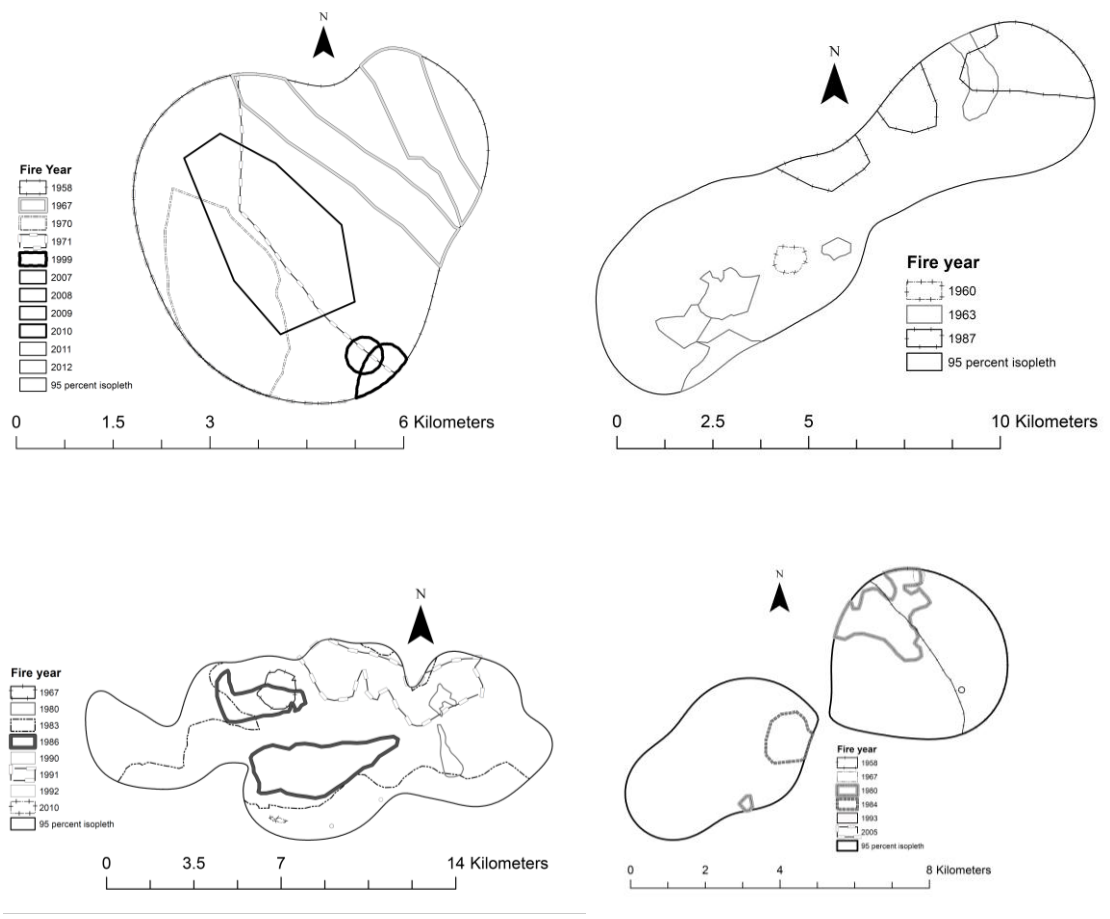 N
Fire Year
1958
1967
1970
1971
1999
2007
2008
2009
2010
2011
2012
95 percent isopleth
0 1.5 3 6 Kilometers
N
Fire year
1960
1963
1987
95 percent isopleth
0 2.5 5 10 Kilometers
N
Fire year
1967
1980
1983
1986
1990
1991
1992
2010
95 percent isopleth
0 3.5 7 14 Kilometers
N
Fire year
1958
1967
1980
1984
1993
2005
95 percent isopleth
0 2 4 8 Kilometers